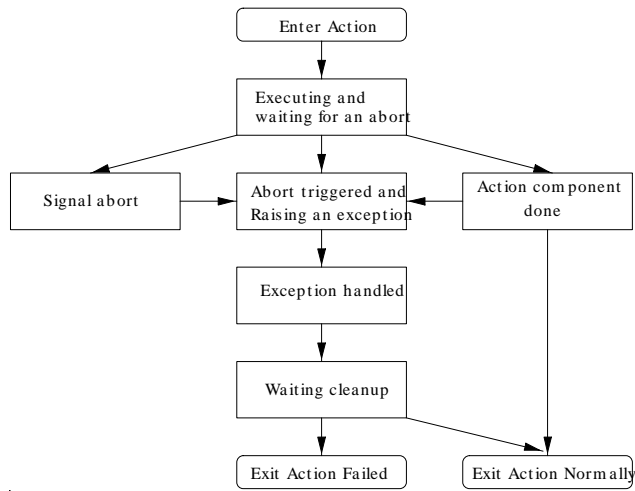 Enter Action
Executing and
waiting for an abort
Signal abort
Abort triggered and
Raising an exception
Action component
done
Exception handled
Waiting cleanup
Exit Action Failed
Exit Action Normally